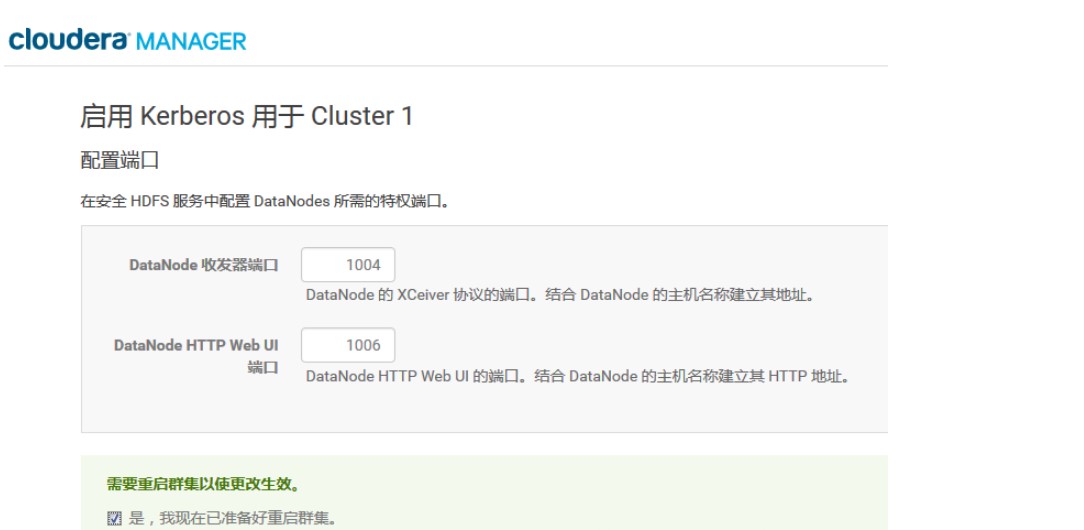 cloudera MANAGER
启用 Kerberos 用于 Cluster 1
配置端口
在安全 HDFS 服务中配置 DataNodes 所需的特权端口。
DataNode 收发器端口
1004
DataNode 的 XCeiver 协议的端口。结合 DataNode 的主机名称建立其地址。
DataNode HTTP Web UI
端口
1006
DataNode HTTP Web UI 的端口。结合 DataNode 的主机名称建立其 HTTP 地址。
需要重启群集以使更改生效。
是，我现在已准备好重启群集。